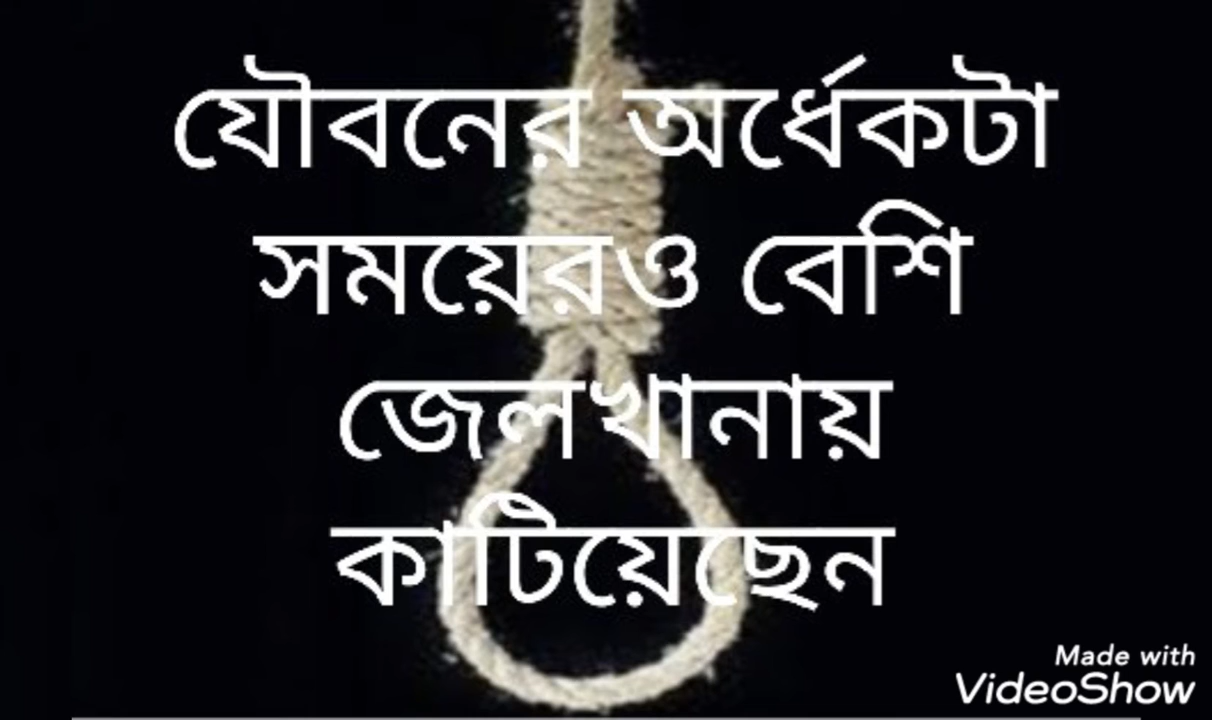 যৌবনের অর্ধেকটা
সময়েরও বেশি
জেলখানায়
কাটিয়েছেন
Made with
VideoShow